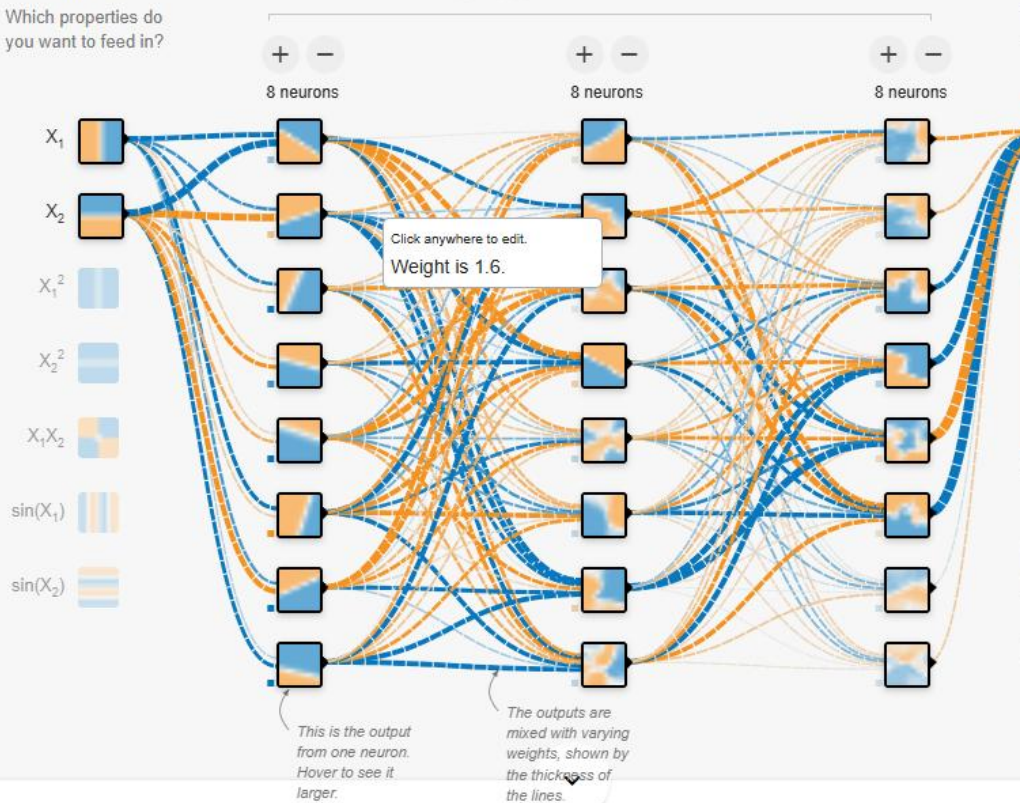 Which properties do
you want to feed in?
+ − + − + −
8 neurons 8 neurons 8 neurons
X₁
X₂
Click anywhere to edit.
Weight is 1.6.
X₁²
X₂²
X₁X₂
sin(X₁)
sin(X₂)
This is the output
from one neuron.
Hover to see it
larger.
The outputs are
mixed with varying
weights, shown by
the thickness of
the lines.